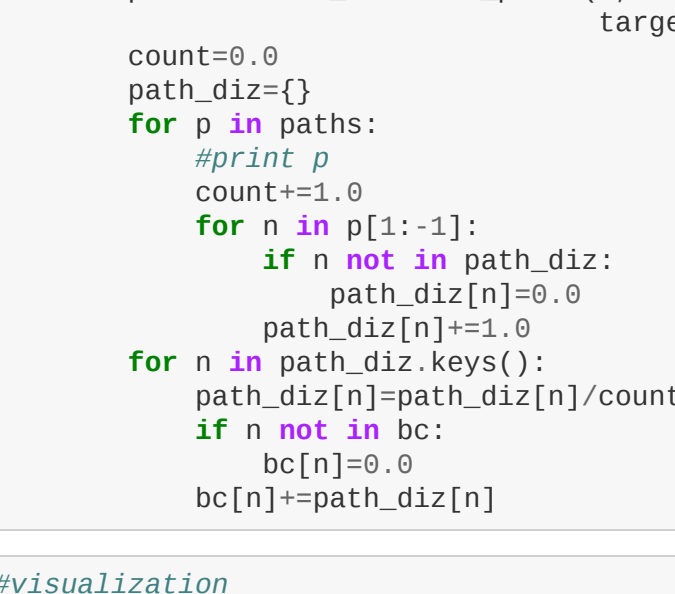 targe
count=0.0
path_diz={}
for p in paths:
#print p
count+=1.0
for n in p[1:-1]:
if n not in path_diz:
path_diz[n]=0.0
path_diz[n]+=1.0
for n in path_diz.keys():
path_diz[n]=path_diz[n]/count
if n not in bc:
bc[n]=0.0
bc[n]+=path_diz[n]
#visualization